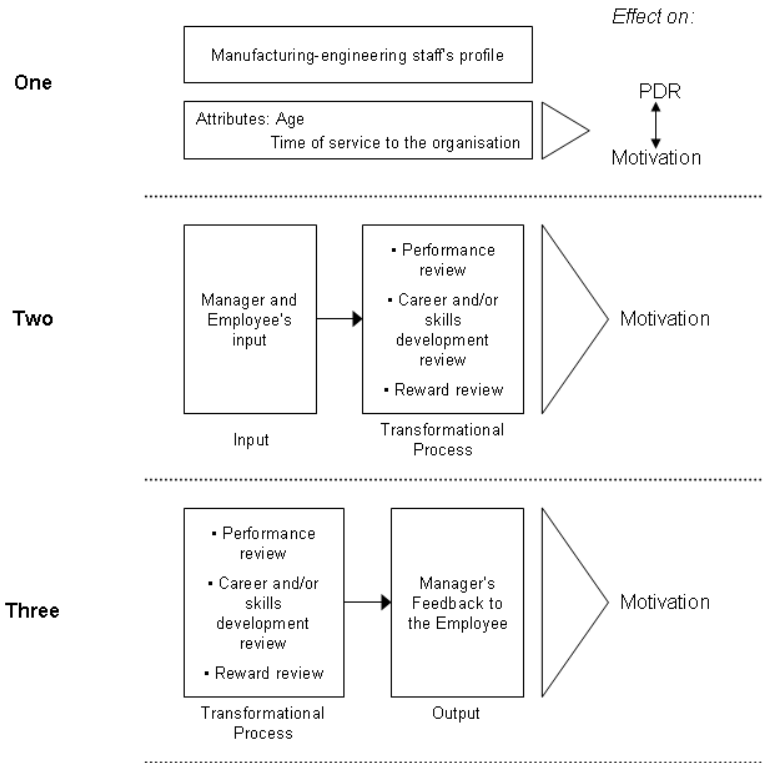 Effect on:
One
Manufacturing-engineering staff's profile
Attributes: Age
Time of service to the organisation
PDR
Motivation
Two
Manager and
Employee's
input
Input
▪ Performance
review
▪ Career and/or
skills
development
review
▪ Reward review
Transformational
Process
Motivation
Three
▪ Performance
review
▪ Career and/or
skills
development
review
▪ Reward review
Transformational
Process
Manager's
Feedback to
the Employee
Output
Motivation